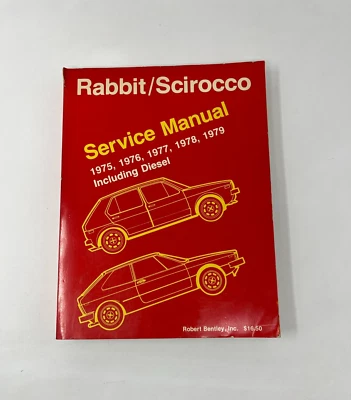 Rabbit/Scirocco
Service Manual
1975, 1976, 1977, 1978, 1979
Including Diesel
Robert Bentley, Inc. $16.50